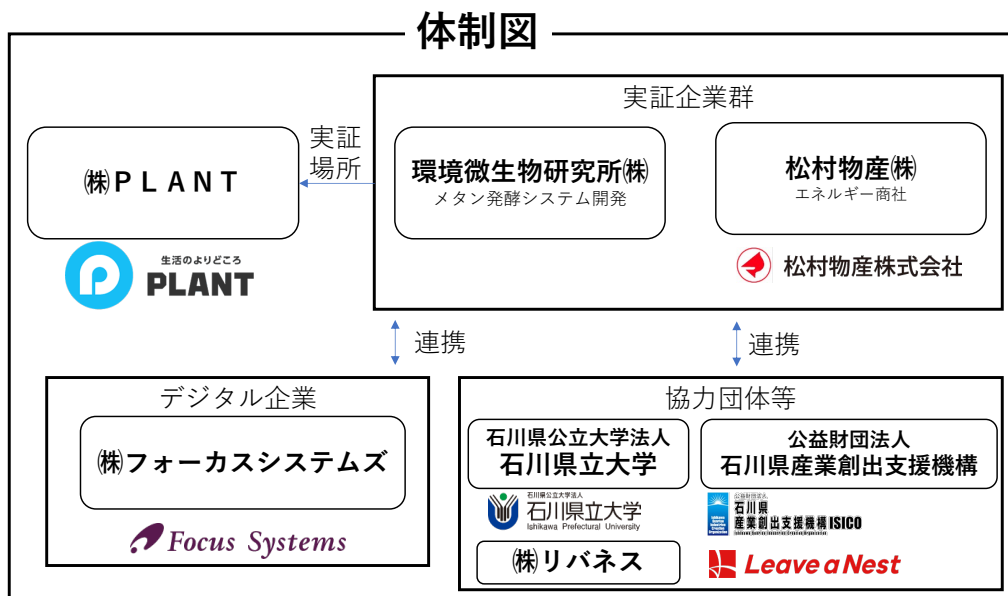 体制図
実証企業群
㈱ＰＬＡＮＴ
実証
場所
環境微生物研究所㈱
メタン発酵システム開発
松村物産㈱
エネルギー商社
生活のよりどころ
PLANT
松村物産株式会社
連携
連携
デジタル企業
㈱フォーカスシステムズ
Focus Systems
協力団体等
石川県公立大学法人
石川県立大学
公益財団法人
石川県産業創出支援機構
石川県公立大学法人
石川県立大学
Ishikawa Prefectural University
公益財団法人
石川県
産業創出支援機構 ISICO
㈱リバネス
Leave a Nest